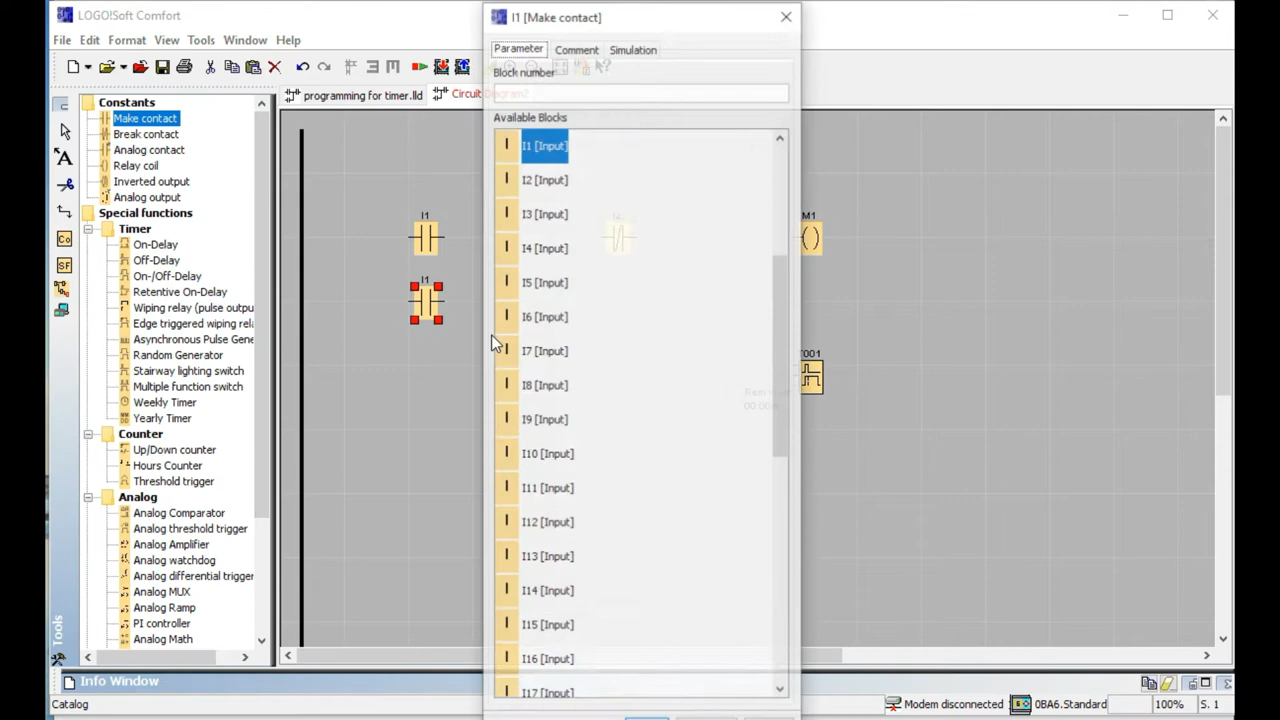 LOGO!Soft Comfort
File Edit Format View Tools Window Help
programming for timer.lld
Circuit Diagram2
Constants
Make contact
Break contact
Analog contact
Relay coil
Inverted output
Analog output
Special functions
Timer
On-Delay
Off-Delay
On-/Off-Delay
Retentive On-Delay
Wiping relay (pulse outpu
Edge triggered wiping rela
Asynchronous Pulse Gene
Random Generator
Stairway lighting switch
Multiple function switch
Weekly Timer
Yearly Timer
Counter
Up/Down counter
Hours Counter
Threshold trigger
Analog
Analog Comparator
Analog threshold trigger
Analog Amplifier
Analog watchdog
Analog differential trigger
Analog MUX
Analog Ramp
PI controller
Analog Math
Tools
I1
I1
M1
T001
I1 [Make contact]
Parameter Comment Simulation
Block number
Available Blocks
I1 [Input]
I2 [Input]
I3 [Input]
I4 [Input]
I5 [Input]
I6 [Input]
I7 [Input]
I8 [Input]
I9 [Input]
I10 [Input]
I11 [Input]
I12 [Input]
I13 [Input]
I14 [Input]
I15 [Input]
I16 [Input]
I17 [Input]
Info Window
Catalog
Modem disconnected
0BA6.Standard
100%
S. 1